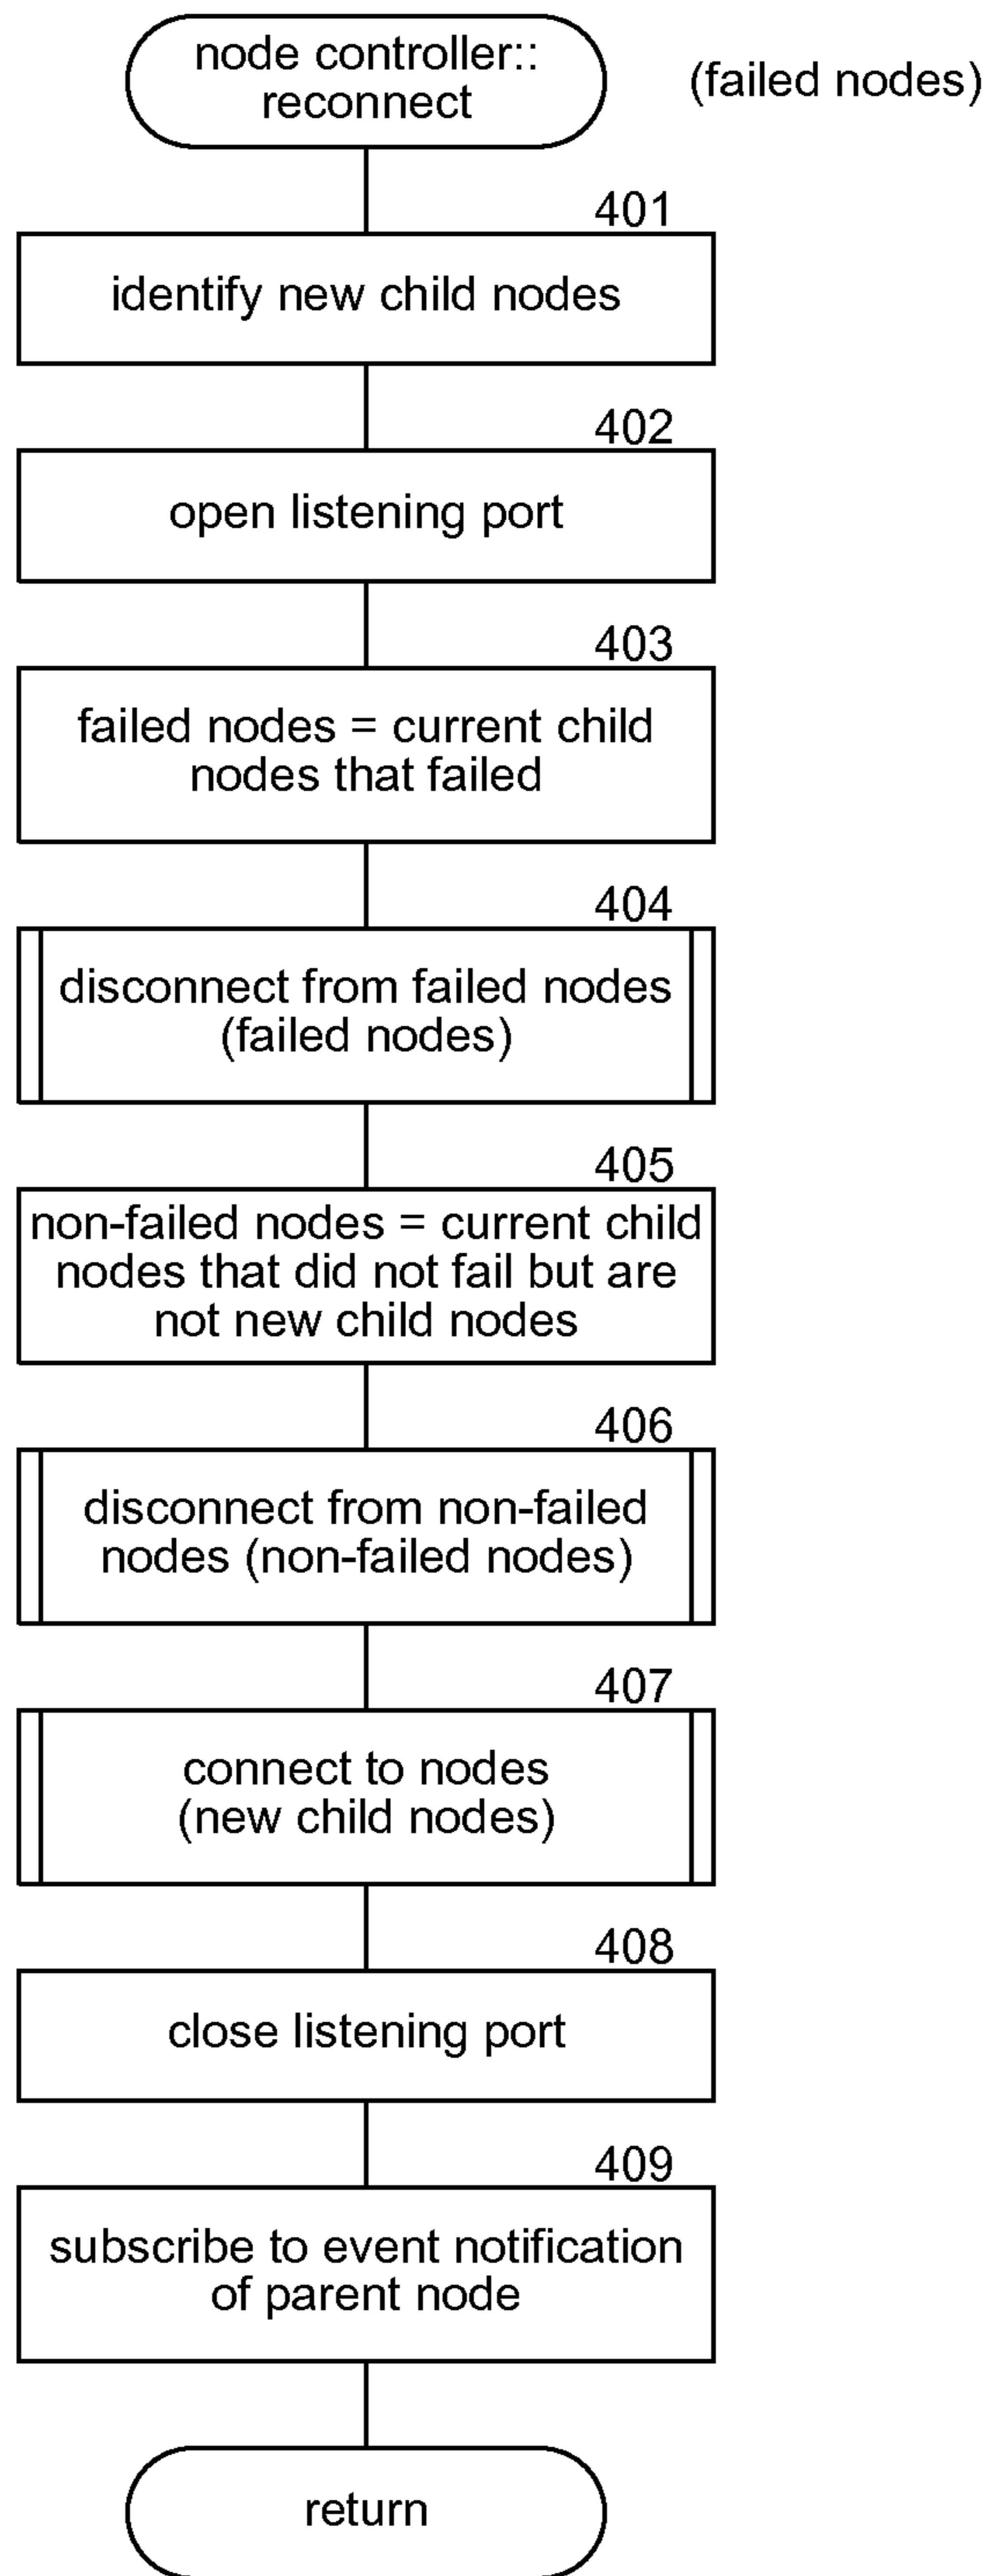 node controller::
reconnect
(failed nodes)
401
identify new child nodes
402
open listening port
403
failed nodes = current child
nodes that failed
404
disconnect from failed nodes
(failed nodes)
405
non-failed nodes = current child
nodes that did not fail but are
not new child nodes
406
disconnect from non-failed
nodes (non-failed nodes)
407
connect to nodes
(new child nodes)
408
close listening port
409
subscribe to event notification
of parent node
return